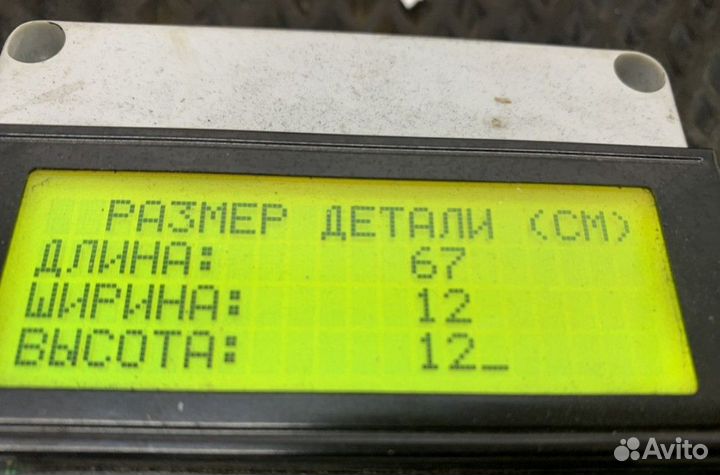 РАЗМЕР ДЕТАЛИ (СМ)
ДЛИНА: 67
ШИРИНА: 12
ВЫСОТА: 12_
Avito